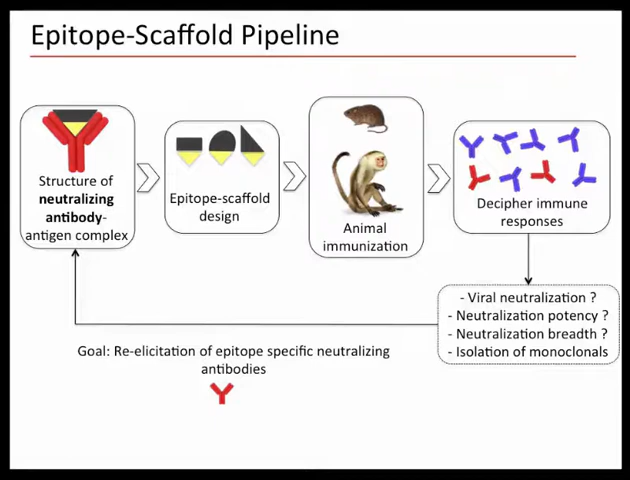 Epitope-Scaffold Pipeline
Structure of
neutralizing
antibody-
antigen complex
Epitope-scaffold
design
Animal
immunization
Decipher immune
responses
- Viral neutralization ?
- Neutralization potency ?
- Neutralization breadth ?
- Isolation of monoclonals
Goal: Re-elicitation of epitope specific neutralizing
antibodies